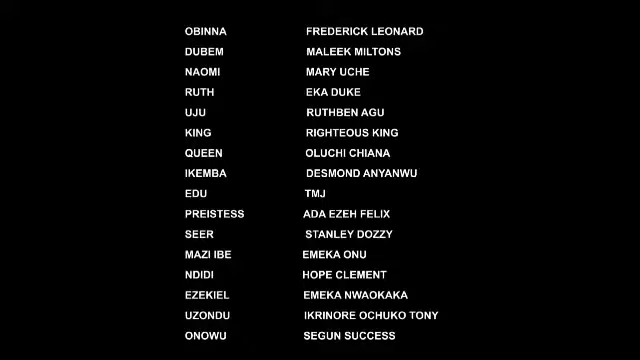 OBINNA FREDERICK LEONARD
DUBEM MALEEK MILTONS
NAOMI MARY UCHE
RUTH EKA DUKE
UJU RUTHBEN AGU
KING RIGHTEOUS KING
QUEEN OLUCHI CHIANA
IKEMBA DESMOND ANYANWU
EDU TMJ
PREISTESS ADA EZEH FELIX
SEER STANLEY DOZZY
MAZI IBE EMEKA ONU
NDIDI HOPE CLEMENT
EZEKIEL EMEKA NWAOKAKA
UZONDU IKRINORE OCHUKO TONY
ONOWU SEGUN SUCCESS